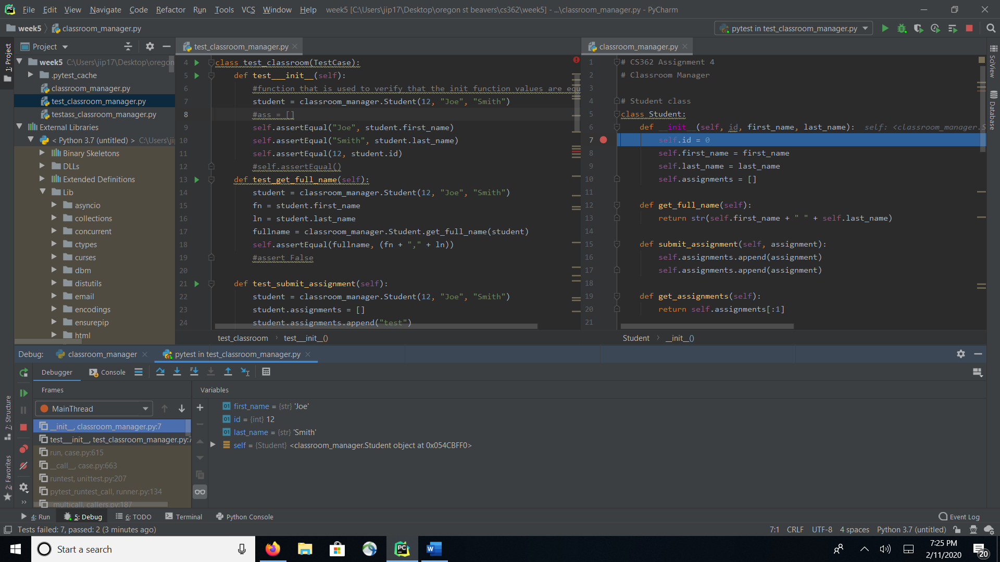 File Edit View Navigate Code Refactor Run Tools VCS Window Help week5 [C:\Users\jip17\Desktop\oregon st beavers\cs362\week5] - ...\classroom_manager.py - PyCharm
week5 classroom_manager.py
pytest in test_classroom_manager.py
1: Project
Project
week5 C:\Users\jip17\Desktop\oregon
.pytest_cache
classroom_manager.py
test_classroom_manager.py
testass_classroom_manager.py
External Libraries
< Python 3.7 (untitled) > C:\Users\ji
Binary Skeletons
DLLs
Extended Definitions
Lib
asyncio
collections
concurrent
ctypes
curses
dbm
distutils
email
encodings
ensurepip
html
test_classroom_manager.py
4 class test_classroom(TestCase):
5 def test___init__(self):
6 #function that is used to verify that the init function values are equ
7 student = classroom_manager.Student(12, "Joe", "Smith")
8 #ass = []
9 self.assertEqual("Joe", student.first_name)
10 self.assertEqual("Smith", student.last_name)
11 self.assertEqual(12, student.id)
12 #self.assertEqual()
13 def test_get_full_name(self):
14 student = classroom_manager.Student(12, "Joe", "Smith")
15 fn = student.first_name
16 ln = student.last_name
17 fullname = classroom_manager.Student.get_full_name(student)
18 self.assertEqual(fullname, (fn + "," + ln))
19 #assert False
20
21 def test_submit_assignment(self):
22 student = classroom_manager.Student(12, "Joe", "Smith")
23 student.assignments = []
24 student.assignments.append("test")
test_classroom test___init__()
classroom_manager.py
1 # CS362 Assignment 4
2 # Classroom Manager
3
4 # Student class
5 class Student:
6 def __init__(self, id, first_name, last_name): self: <classroom_manager.S
7 self.id = 0
8 self.first_name = first_name
9 self.last_name = last_name
10 self.assignments = []
11
12 def get_full_name(self):
13 return str(self.first_name + " " + self.last_name)
14
15 def submit_assignment(self, assignment):
16 self.assignments.append(assignment)
17 self.assignments.append(assignment)
18
19 def get_assignments(self):
20 return self.assignments[:1]
21
Student __init__()
SciView
Database
Debug: classroom_manager pytest in test_classroom_manager.py
Debugger Console
Frames
MainThread
__init__, classroom_manager.py:7
test___init__, test_classroom_manager.py:7
run, case.py:615
__call__, case.py:663
runtest, unittest.py:207
pytest_runtest_call, runner.py:134
_multicall, callers.py:187
Variables
01 first_name = {str} 'Joe'
01 id = {int} 12
01 last_name = {str} 'Smith'
self = {Student} <classroom_manager.Student object at 0x054CBFF0>
7: Structure
2: Favorites
4: Run 5: Debug 6: TODO Terminal Python Console Event Log
Tests failed: 7, passed: 2 (3 minutes ago) 7:1 CRLF UTF-8 4 spaces Python 3.7 (untitled)
Start a search
7:25 PM
2/11/2020
20